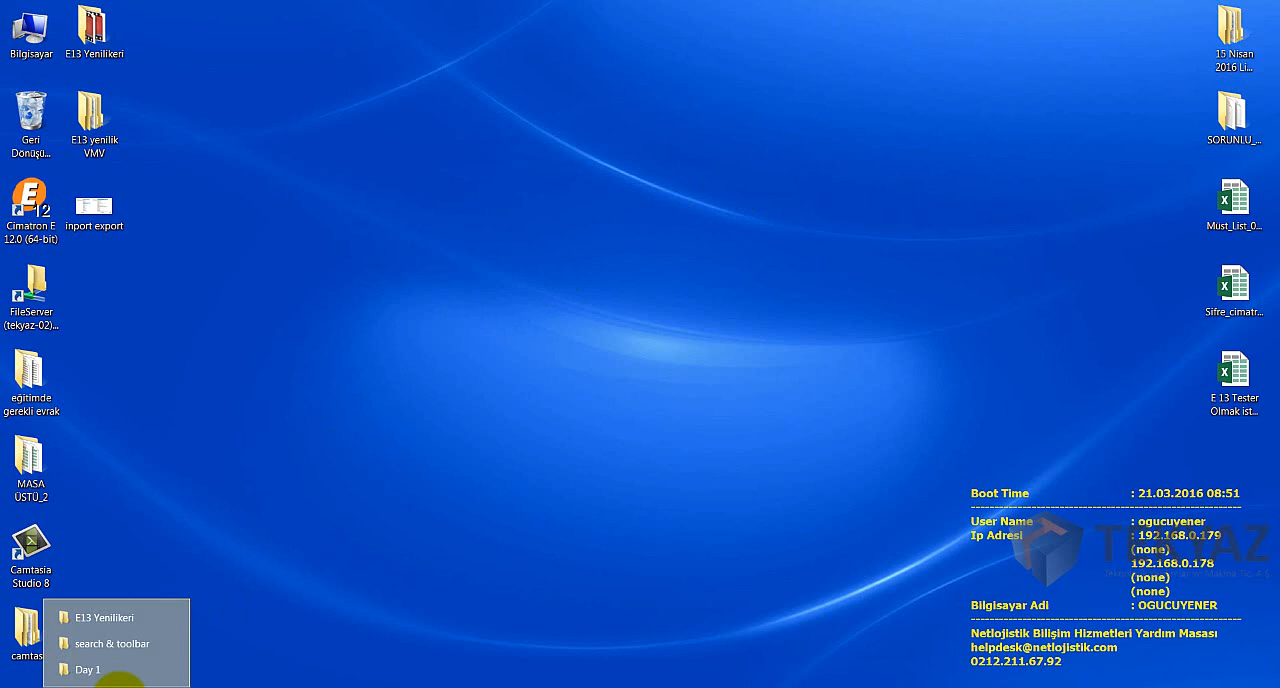 Bilgisayar
E13 Yenilikeri
Geri
Dönüşü...
E13 yenilik
VMV
E
12
Cimatron E
12.0 (64-bit)
inport export
FileServer
(tekyaz-02)...
eğitimde
gerekli evrak
MASA
ÜSTÜ_2
Camtasia
Studio 8
camtas
E13 Yenilikeri
search & toolbar
Day 1
15 Nisan
2016 Li...
SORUNLU_...
Must_List_0...
Sifre_cimatr...
E 13 Tester
Olmak ist...
Boot Time : 21.03.2016 08:51
User Name : ogucuyener
Ip Adresi : 192.168.0.179
(none)
192.168.0.178
(none)
(none)
Bilgisayar Adi : OGUCUYENER
TEKYAZ
Netlojistik Bilişim Hizmetleri Yardım Masası
helpdesk@netlojistik.com
0212.211.67.92